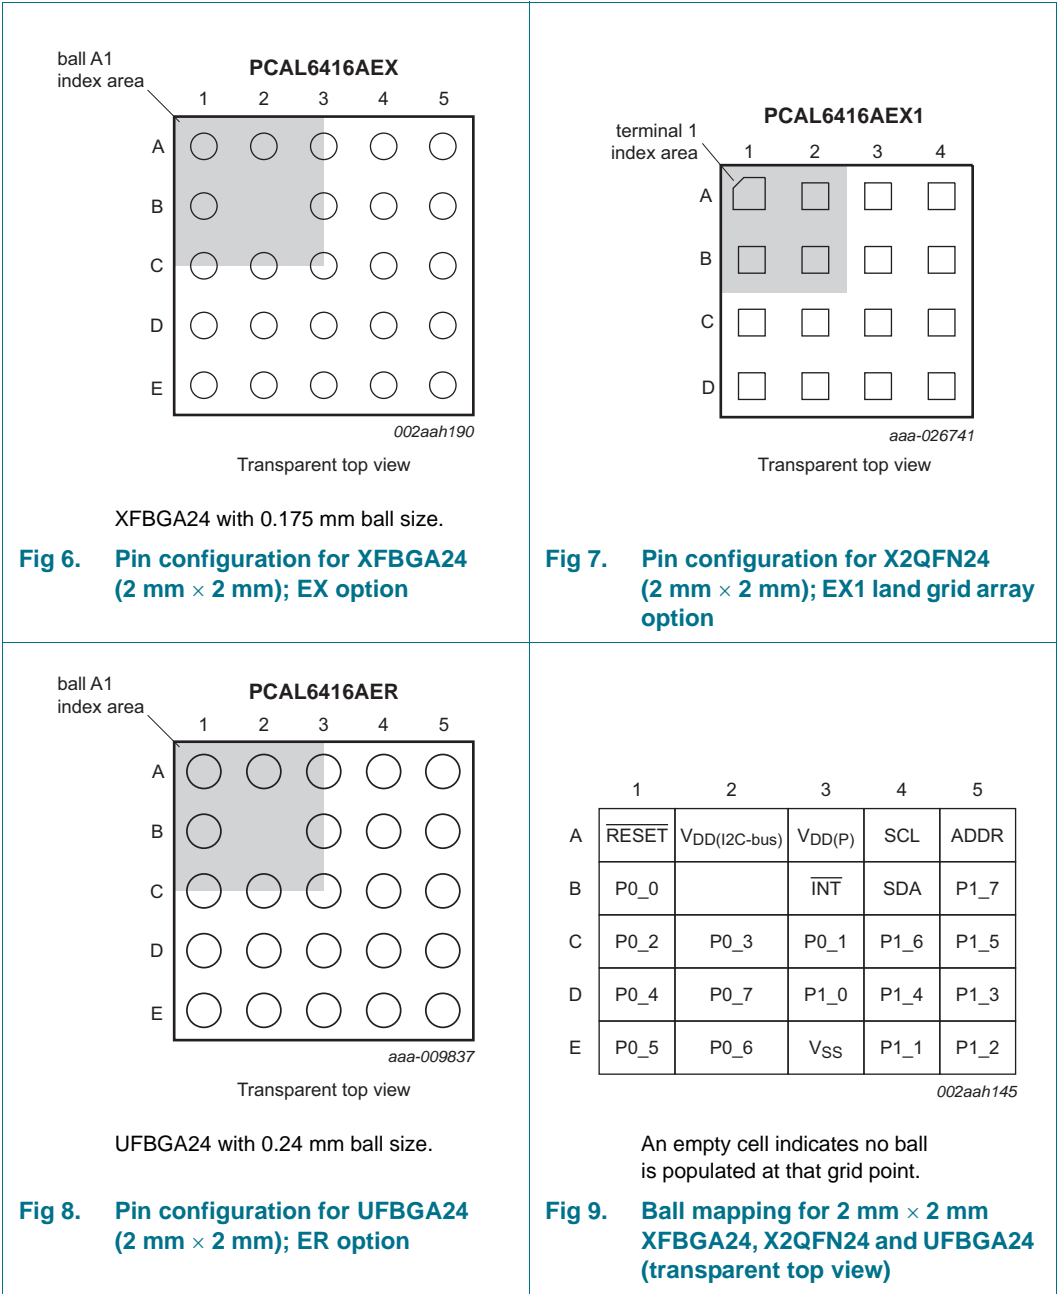 ball A1
index area
PCAL6416AEX
1 2 3 4 5
A
B
C
D
E
002aah190
Transparent top view
XFBGA24 with 0.175 mm ball size.
Fig 6. Pin configuration for XFBGA24
(2 mm × 2 mm); EX option
terminal 1
index area
PCAL6416AEX1
1 2 3 4
A
B
C
D
aaa-026741
Transparent top view
Fig 7. Pin configuration for X2QFN24
(2 mm × 2 mm); EX1 land grid array
option
ball A1
index area
PCAL6416AER
1 2 3 4 5
A
B
C
D
E
aaa-009837
Transparent top view
UFBGA24 with 0.24 mm ball size.
Fig 8. Pin configuration for UFBGA24
(2 mm × 2 mm); ER option
1 2 3 4 5
A RESET VDD(I2C-bus) VDD(P) SCL ADDR
B P0_0 INT SDA P1_7
C P0_2 P0_3 P0_1 P1_6 P1_5
D P0_4 P0_7 P1_0 P1_4 P1_3
E P0_5 P0_6 VSS P1_1 P1_2
002aah145
An empty cell indicates no ball
is populated at that grid point.
Fig 9. Ball mapping for 2 mm × 2 mm
XFBGA24, X2QFN24 and UFBGA24
(transparent top view)